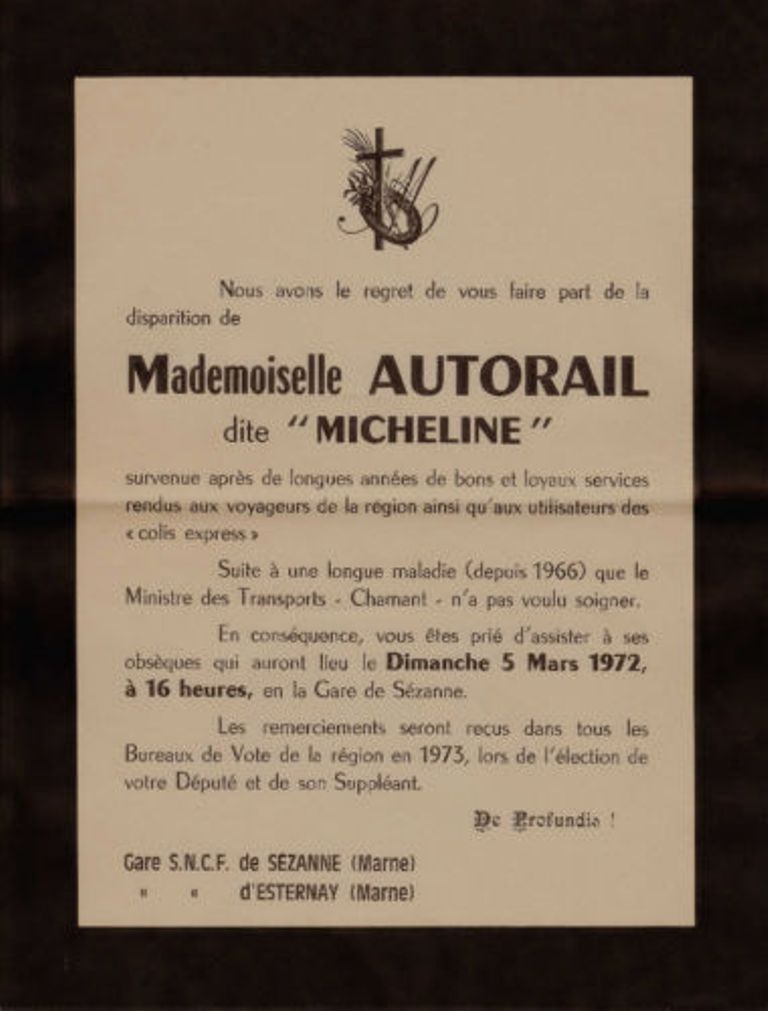 Nous avons le regret de vous faire part de la
disparition de
Mademoiselle AUTORAIL
dite "MICHELINE"
survenue après de longues années de bons et loyaux services
rendus aux voyageurs de la région ainsi qu'aux utilisateurs des
« colis express »
Suite à une longue maladie (depuis 1966) que le
Ministre des Transports - Chamant - n'a pas voulu soigner.
En conséquence, vous êtes prié d'assister à ses
obsèques qui auront lieu le Dimanche 5 Mars 1972,
à 16 heures, en la Gare de Sézanne.
Les remerciements seront reçus dans tous les
Bureaux de Vote de la région en 1973, lors de l'élection de
votre Député et de son Suppléant.
De Profundis !
Gare S.N.C.F. de SÉZANNE (Marne)
" " d'ESTERNAY (Marne)